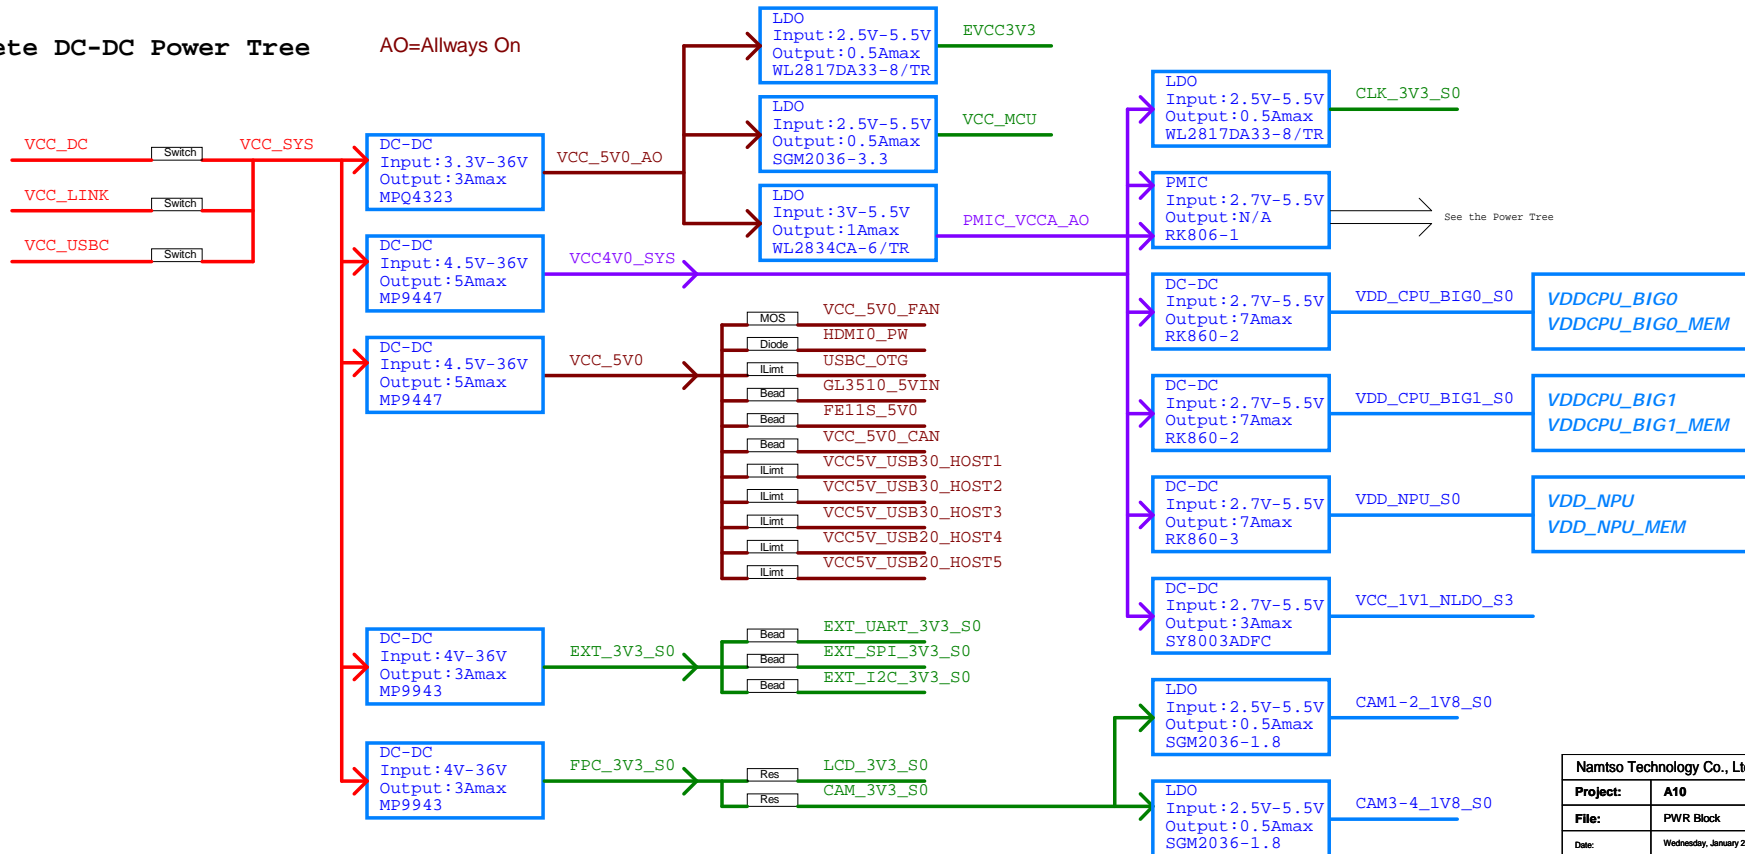 ete DC-DC Power Tree
AO=Allways On
VCC_DC
Switch
VCC_SYS
VCC_LINK
Switch
VCC_USBC
Switch
DC-DC
Input:3.3V-36V
Output:3Amax
MPQ4323
VCC_5V0_AO
DC-DC
Input:4.5V-36V
Output:5Amax
MP9447
VCC4V0_SYS
DC-DC
Input:4.5V-36V
Output:5Amax
MP9447
VCC_5V0
DC-DC
Input:4V-36V
Output:3Amax
MP9943
EXT_3V3_S0
DC-DC
Input:4V-36V
Output:3Amax
MP9943
FPC_3V3_S0
LDO
Input:2.5V-5.5V
Output:0.5Amax
WL2817DA33-8/TR
EVCC3V3
LDO
Input:2.5V-5.5V
Output:0.5Amax
SGM2036-3.3
VCC_MCU
LDO
Input:3V-5.5V
Output:1Amax
WL2834CA-6/TR
PMIC_VCCA_AO
MOS
VCC_5V0_FAN
Diode
HDMI0_PW
ILimt
USBC_OTG
Bead
GL3510_5VIN
Bead
FE11S_5V0
Bead
VCC_5V0_CAN
ILimt
VCC5V_USB30_HOST1
ILimt
VCC5V_USB30_HOST2
ILimt
VCC5V_USB30_HOST3
ILimt
VCC5V_USB20_HOST4
ILimt
VCC5V_USB20_HOST5
Bead
EXT_UART_3V3_S0
Bead
EXT_SPI_3V3_S0
Bead
EXT_I2C_3V3_S0
Res
LCD_3V3_S0
Res
CAM_3V3_S0
LDO
Input:2.5V-5.5V
Output:0.5Amax
WL2817DA33-8/TR
CLK_3V3_S0
PMIC
Input:2.7V-5.5V
Output:N/A
RK806-1
See the Power Tree
DC-DC
Input:2.7V-5.5V
Output:7Amax
RK860-2
VDD_CPU_BIG0_S0
VDDCPU_BIG0
VDDCPU_BIG0_MEM
DC-DC
Input:2.7V-5.5V
Output:7Amax
RK860-2
VDD_CPU_BIG1_S0
VDDCPU_BIG1
VDDCPU_BIG1_MEM
DC-DC
Input:2.7V-5.5V
Output:7Amax
RK860-3
VDD_NPU_S0
VDD_NPU
VDD_NPU_MEM
DC-DC
Input:2.7V-5.5V
Output:3Amax
SY8003ADFC
VCC_1V1_NLDO_S3
LDO
Input:2.5V-5.5V
Output:0.5Amax
SGM2036-1.8
CAM1-2_1V8_S0
LDO
Input:2.5V-5.5V
Output:0.5Amax
SGM2036-1.8
CAM3-4_1V8_S0
Namtso Technology Co., Lt
Project: A10
File: PWR Block
Date: Wednesday, January 2